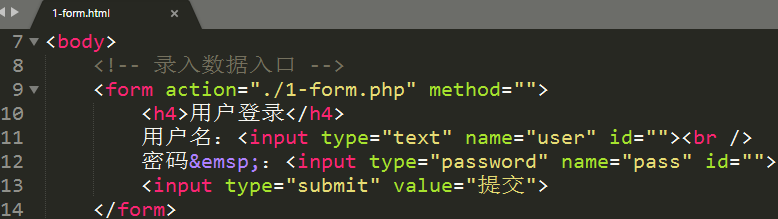 1-form.html ×
7 <body>
8 <!-- 录入数据入口 -->
9 <form action="./1-form.php" method="">
10 <h4>用户登录</h4>
11 用户名：<input type="text" name="user" id=""><br />
12 密码&emsp;：<input type="password" name="pass" id="">
13 <input type="submit" value="提交">
14 </form>